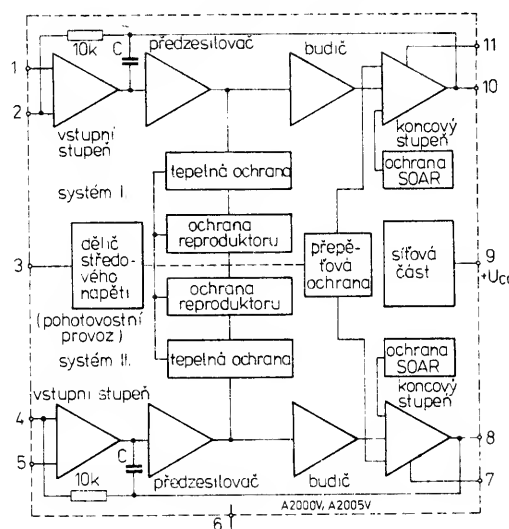 10k
C
předzesilovač
budič
11
1
10
2
vstupní
stupeň
koncový
stupeň
ochrana
SOAR
tepelná ochrana
systém I.
ochrana
reproduktoru
dělič
středo-
vého
napětí
3
přepě-
ťová
ochrana
síťová
část
9
+UCC
ochrana
reproduktoru
(pohotovostní
provoz)
systém II.
tepelná ochrana
ochrana
SOAR
koncový
stupeň
vstupní stupeň
4
8
5
C
10k
předzesilovač
budič
7
A2000V, A2005V
6